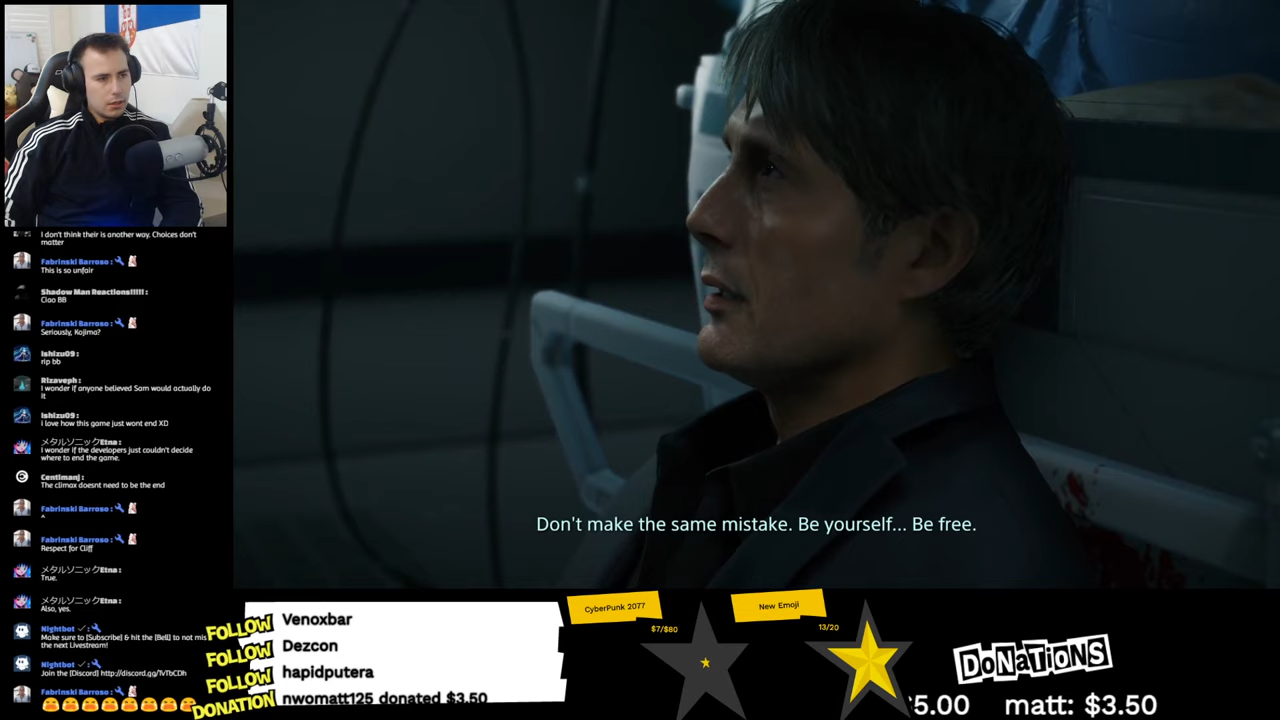 I don't think their is another way. Choices don't
matter
Fabrinski Barroso :
This is so unfair
Shadow Man Reactions!!!!! :
Ciao BB
Fabrinski Barroso :
Seriously, Kojima?
Ishizu09 :
rip bb
Rizaveph :
I wonder if anyone believed Sam would actually do
it
Ishizu09 :
i love how this game just wont end XD
メタルソニックEtna :
I wonder if the developers just couldn't decide
where to end the game.
Centimanj :
The climax doesnt need to be the end
Fabrinski Barroso :
^
Fabrinski Barroso :
Respect for Cliff
メタルソニックEtna :
True.
メタルソニックEtna :
Also, yes.
Nightbot ✓ :
Make sure to [Subscribe] & hit the [Bell] to not mis
the next Livestream!
Nightbot ✓ :
Join the [Discord] http://discord.gg/TvTbCDh
Fabrinski Barroso :
Don't make the same mistake. Be yourself... Be free.
FOLLOW Venoxbar
FOLLOW Dezcon
FOLLOW hapidputera
DONATION nwomatt125 donated $3.50
CyberPunk 2077
$7/$80
New Emoji
13/20
DONATIONS
5.00 matt: $3.50